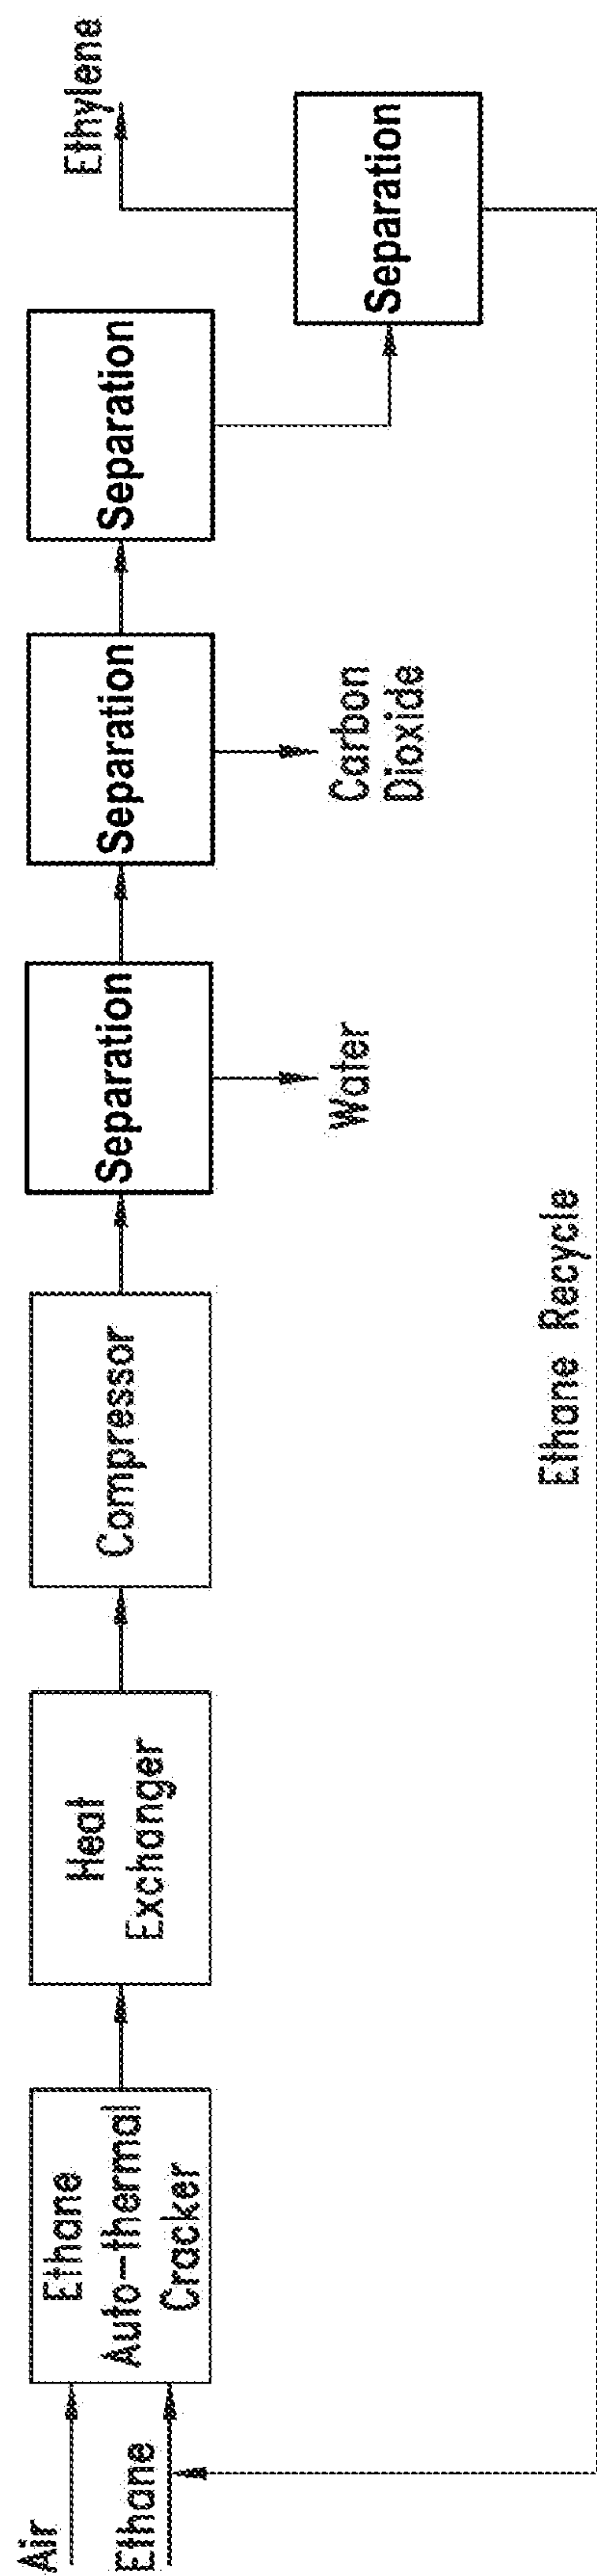 Air
Ethane
Ethane
Auto-thermal
Cracker
Heat
Exchanger
Compressor
Separation
Water
Separation
Carbon
Dioxide
Separation
Separation
Ethylene
Ethane Recycle